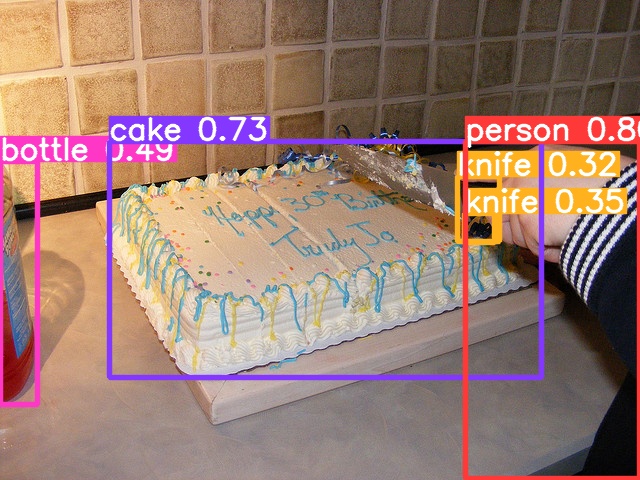 cake 0.73
person 0.80
bottle 0.49
knife 0.32
knife 0.35
Happy 30th Birthday
Trudy Jo